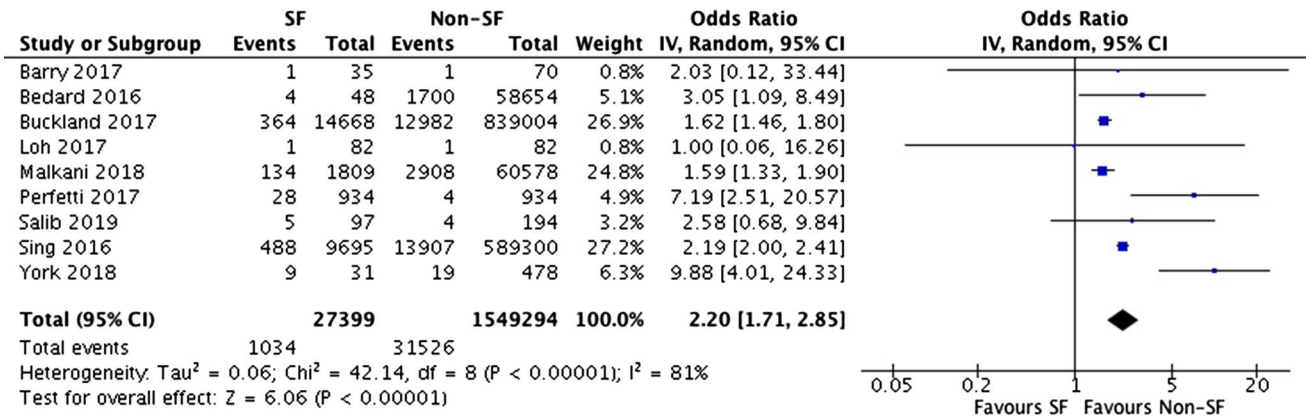 SF Non-SF Odds Ratio Odds Ratio
Study or Subgroup Events Total Events Total Weight IV, Random, 95% CI IV, Random, 95% CI
Barry 2017 1 35 1 70 0.8% 2.03 [0.12, 33.44]
Bedard 2016 4 48 1700 58654 5.1% 3.05 [1.09, 8.49]
Buckland 2017 364 14668 12982 839004 26.9% 1.62 [1.46, 1.80]
Loh 2017 1 82 1 82 0.8% 1.00 [0.06, 16.26]
Malkani 2018 134 1809 2908 60578 24.8% 1.59 [1.33, 1.90]
Perfetti 2017 28 934 4 934 4.9% 7.19 [2.51, 20.57]
Salib 2019 5 97 4 194 3.2% 2.58 [0.68, 9.84]
Sing 2016 488 9695 13907 589300 27.2% 2.19 [2.00, 2.41]
York 2018 9 31 19 478 6.3% 9.88 [4.01, 24.33]
Total (95% CI) 27399 1549294 100.0% 2.20 [1.71, 2.85]
Total events 1034 31526
Heterogeneity: Tau² = 0.06; Chi² = 42.14, df = 8 (P < 0.00001); I² = 81%
Test for overall effect: Z = 6.06 (P < 0.00001)
0.05 0.2 1 5 20
Favours SF Favours Non-SF